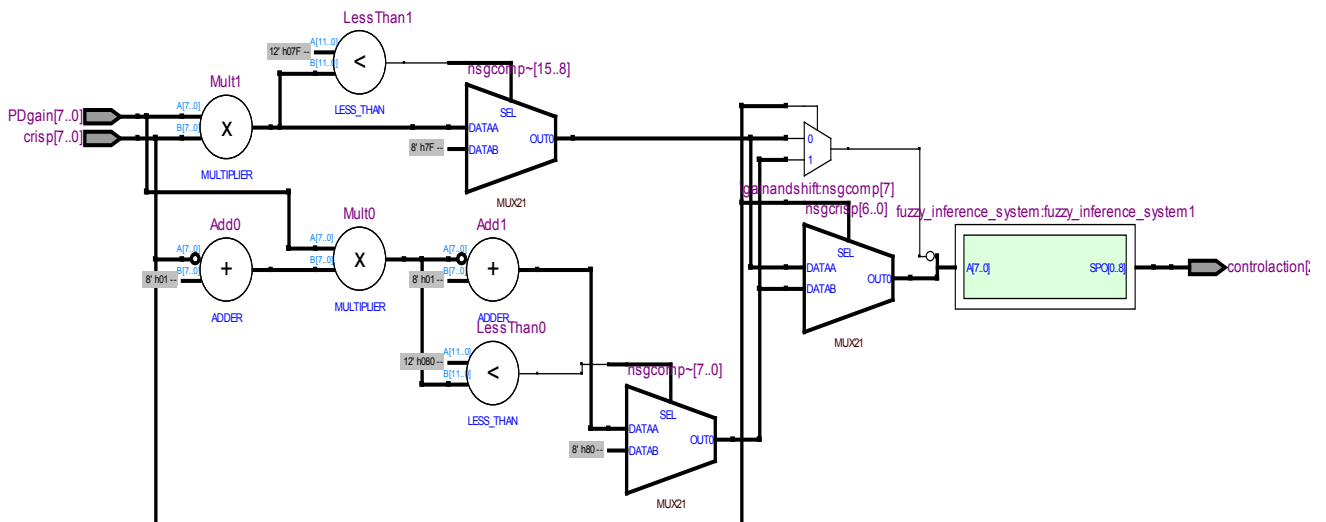 LessThan1
12' h07F --
A[11..0]
B[11..0]
<
LESS_THAN
nsgcomp~[15..8]
SEL
DATAA
DATAB
OUT0
8' h7F --
MUX21
Mult1
PDgain[7..0]
crisp[7..0]
A[7..0]
B[7..0]
X
MULTIPLIER
0
1
gainandshift:nsgcomp[7]
nsgcrisp[6..0]
SEL
DATAA
DATAB
OUT0
MUX21
fuzzy_inference_system:fuzzy_inference_system1
A[7..0]
SPO[0..8]
controlaction[
Add0
A[7..0]
B[7..0]
8' h01 --
+
ADDER
Mult0
A[7..0]
B[7..0]
X
MULTIPLIER
Add1
A[7..0]
B[7..0]
8' h01 --
+
ADDER
LessThan0
12' h080 --
A[11..0]
B[11..0]
<
LESS_THAN
nsgcomp~[7..0]
SEL
DATAA
DATAB
OUT0
8' h80 --
MUX21